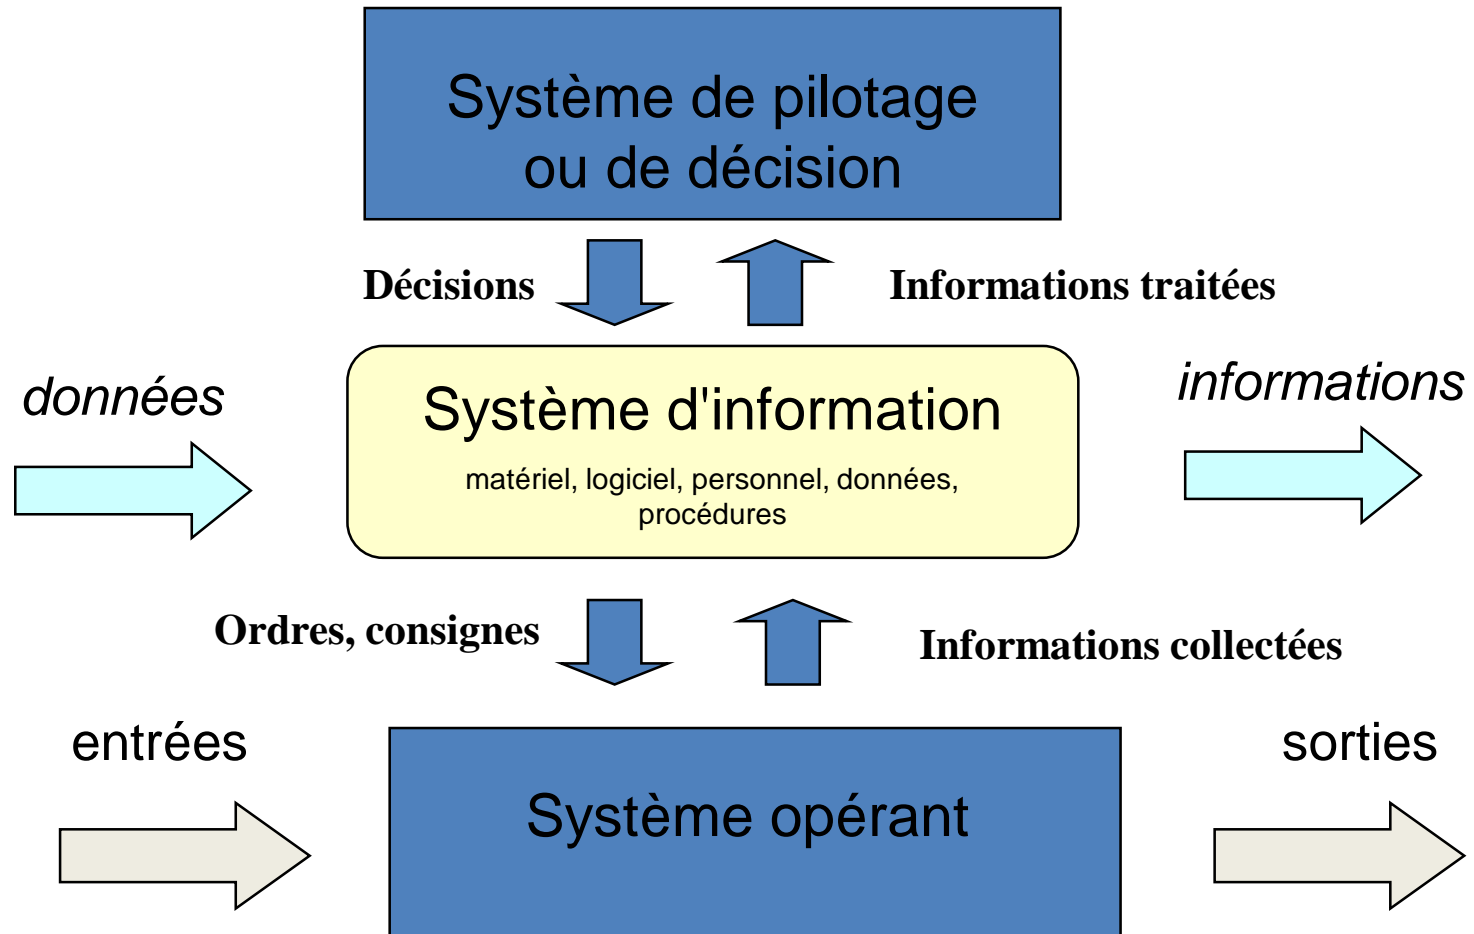 Système de pilotage
ou de décision
Décisions
Informations traitées
données
informations
Système d'information
matériel, logiciel, personnel, données,
procédures
Ordres, consignes
Informations collectées
entrées
sorties
Système opérant